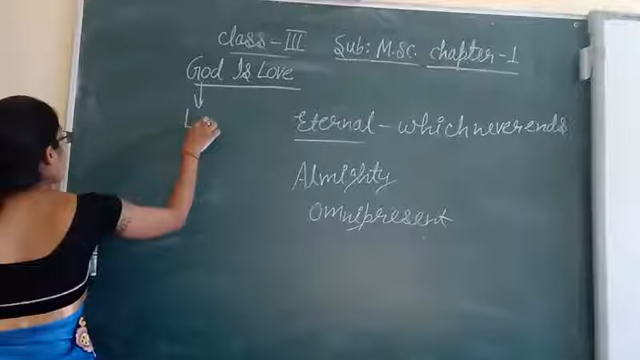 class-III Sub: M.SC. chapter-1
God Is Love
L
Eternal - which never ends
Almighty
Omnipresent